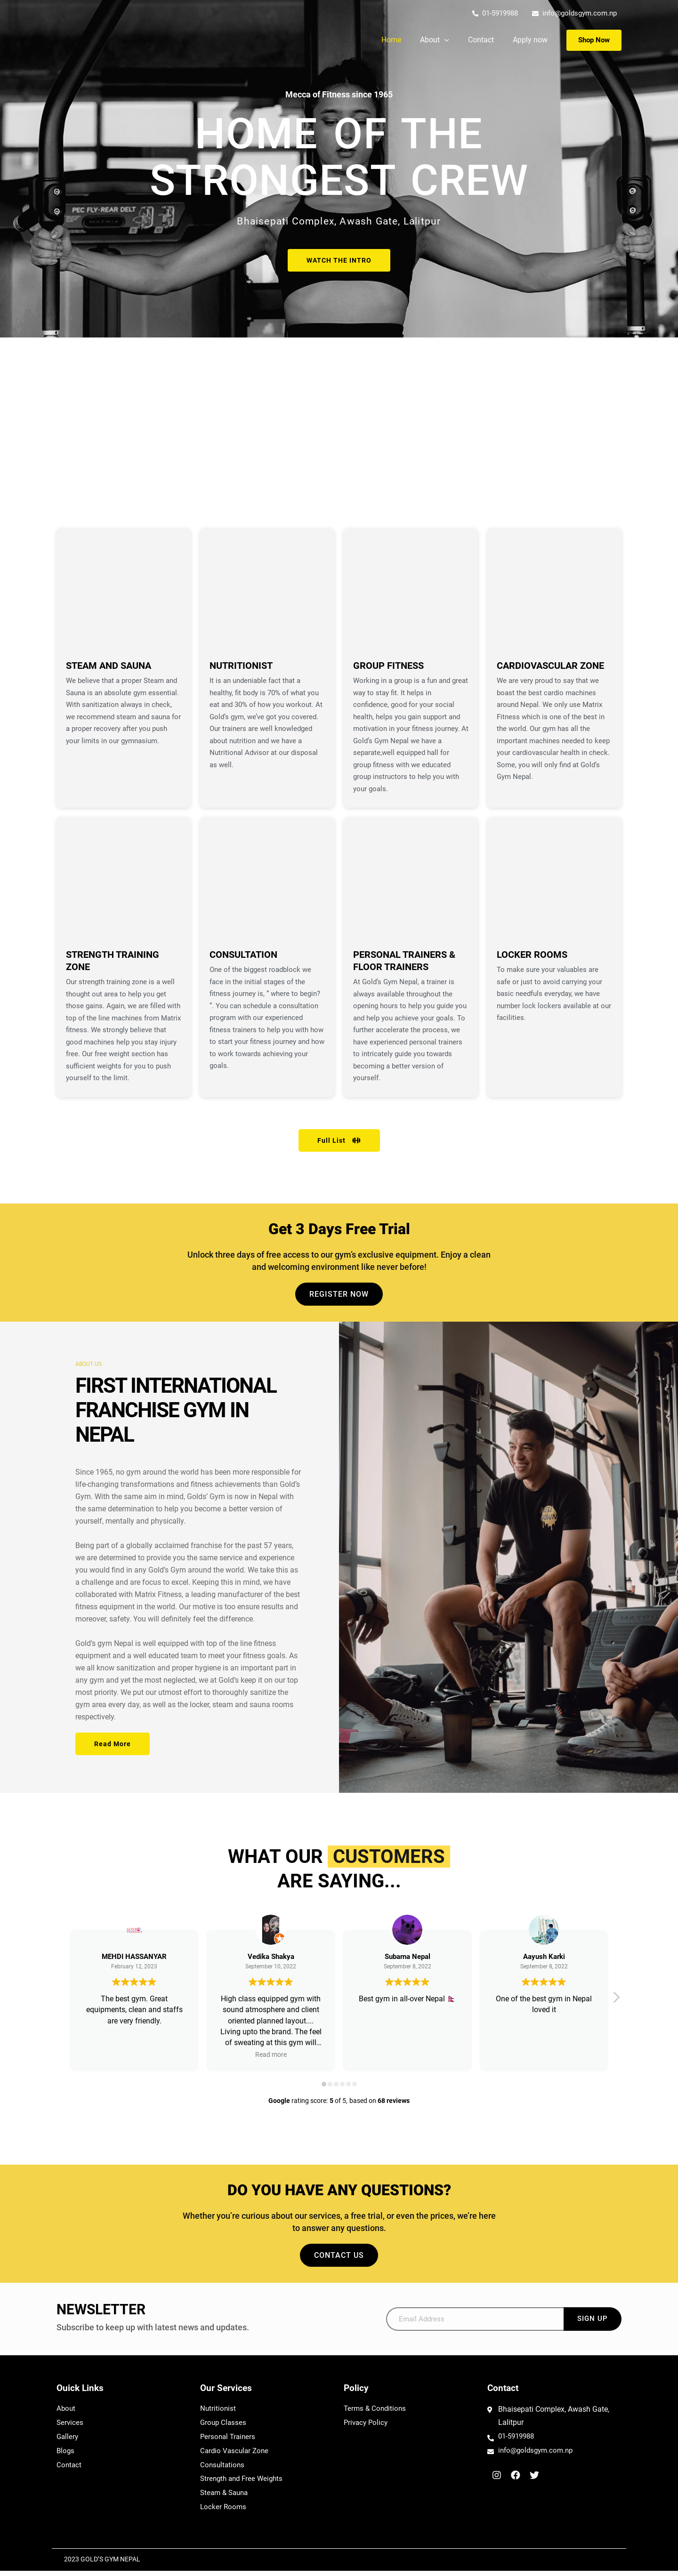 01-5919988 info@goldsgym.com.np
Home About Contact Apply now Shop Now
Mecca of Fitness since 1965
HOME OF THE
STRONGEST CREW
PEC FLY-REAR DELT
Bhaisepati Complex, Awash Gate, Lalitpur
WATCH THE INTRO
STEAM AND SAUNA
We believe that a proper Steam and
Sauna is an absolute gym essential.
With sanitization always in check,
we recommend steam and sauna for
a proper recovery after you push
your limits in our gymnasium.
NUTRITIONIST
It is an undeniable fact that a
healthy, fit body is 70% of what you
eat and 30% of how you workout. At
Gold's gym, we've got you covered.
Our trainers are well knowledged
about nutrition and we have a
Nutritional Advisor at our disposal
as well.
GROUP FITNESS
Working in a group is a fun and great
way to stay fit. It helps in
confidence, good for your social
health, helps you gain support and
motivation in your fitness journey. At
Gold's Gym Nepal we have a
separate,well equipped hall for
group fitness with we educated
group instructors to help you with
your goals.
CARDIOVASCULAR ZONE
We are very proud to say that we
boast the best cardio machines
around Nepal. We only use Matrix
Fitness which is one of the best in
the world. Our gym has all the
important machines needed to keep
your cardiovascular health in check.
Some, you will only find at Gold's
Gym Nepal.
STRENGTH TRAINING
ZONE
Our strength training zone is a well
thought out area to help you get
those gains. Again, we are filled with
top of the line machines from Matrix
fitness. We strongly believe that
good machines help you stay injury
free. Our free weight section has
sufficient weights for you to push
yourself to the limit.
CONSULTATION
One of the biggest roadblock we
face in the initial stages of the
fitness journey is, " where to begin?
". You can schedule a consultation
program with our experienced
fitness trainers to help you with how
to start your fitness journey and how
to work towards achieving your
goals.
PERSONAL TRAINERS &
FLOOR TRAINERS
At Gold's Gym Nepal, a trainer is
always available throughout the
opening hours to help you guide you
and help you achieve your goals. To
further accelerate the process, we
have experienced personal trainers
to intricately guide you towards
becoming a better version of
yourself.
LOCKER ROOMS
To make sure your valuables are
safe or just to avoid carrying your
basic needfuls everyday, we have
number lock lockers available at our
facilities.
Full List
Get 3 Days Free Trial
Unlock three days of free access to our gym's exclusive equipment. Enjoy a clean
and welcoming environment like never before!
REGISTER NOW
ABOUT US
FIRST INTERNATIONAL
FRANCHISE GYM IN
NEPAL
Since 1965, no gym around the world has been more responsible for
life-changing transformations and fitness achievements than Gold's
Gym. With the same aim in mind, Golds' Gym is now in Nepal with
the same determination to help you become a better version of
yourself, mentally and physically.
Being part of a globally acclaimed franchise for the past 57 years,
we are determined to provide you the same service and experience
you would find in any Gold's Gym around the world. We take this as
a challenge and are focus to excel. Keeping this in mind, we have
collaborated with Matrix Fitness, a leading manufacturer of the best
fitness equipment in the world. Our motive is too ensure results and
moreover, safety. You will definitely feel the difference.
Gold's gym Nepal is well equipped with top of the line fitness
equipment and a well educated team to meet your fitness goals. As
we all know sanitization and proper hygiene is an important part in
any gym and yet the most neglected, we at Gold's keep it on our top
most priority. We put our utmost effort to thoroughly sanitize the
gym area every day, as well as the locker, steam and sauna rooms
respectively.
Read More
WHAT OUR CUSTOMERS
ARE SAYING...
MEHDI HASSANYAR
February 12, 2023
The best gym. Great
equipments, clean and staffs
are very friendly.
Vedika Shakya
September 10, 2022
High class equipped gym with
sound atmosphere and client
oriented planned layout....
Living upto the brand. The feel
of sweating at this gym will...
Read more
Subarna Nepal
September 8, 2022
Best gym in all-over Nepal 🇳🇵
Aayush Karki
September 8, 2022
One of the best gym in Nepal
loved it
Google rating score: 5 of 5, based on 68 reviews
DO YOU HAVE ANY QUESTIONS?
Whether you're curious about our services, a free trial, or even the prices, we're here
to answer any questions.
CONTACT US
NEWSLETTER
Subscribe to keep up with latest news and updates.
Email Address
SIGN UP
Ouick Links
About
Services
Gallery
Blogs
Contact
Our Services
Nutritionist
Group Classes
Personal Trainers
Cardio Vascular Zone
Consultations
Strength and Free Weights
Steam & Sauna
Locker Rooms
Policy
Terms & Conditions
Privacy Policy
Contact
Bhaisepati Complex, Awash Gate,
Lalitpur
01-5919988
info@goldsgym.com.np
2023 GOLD'S GYM NEPAL